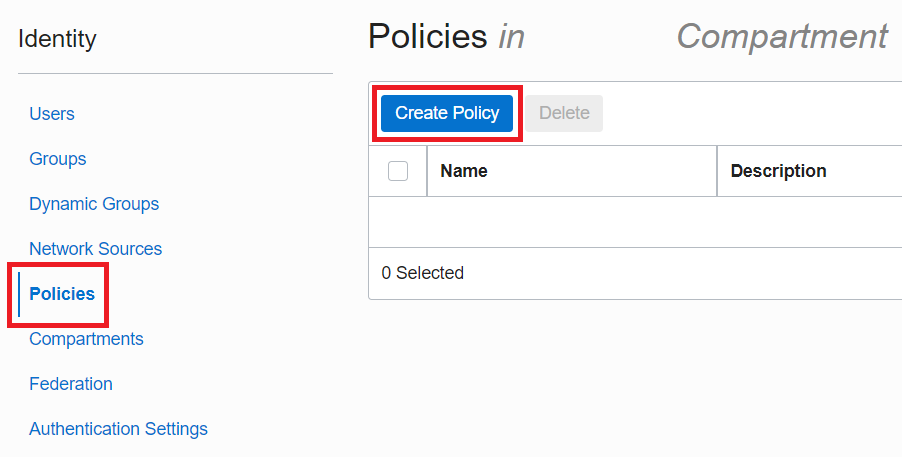 Identity
Users
Groups
Dynamic Groups
Network Sources
Policies
Compartments
Federation
Authentication Settings
Policies in Compartment
Create Policy Delete
Name Description
0 Selected